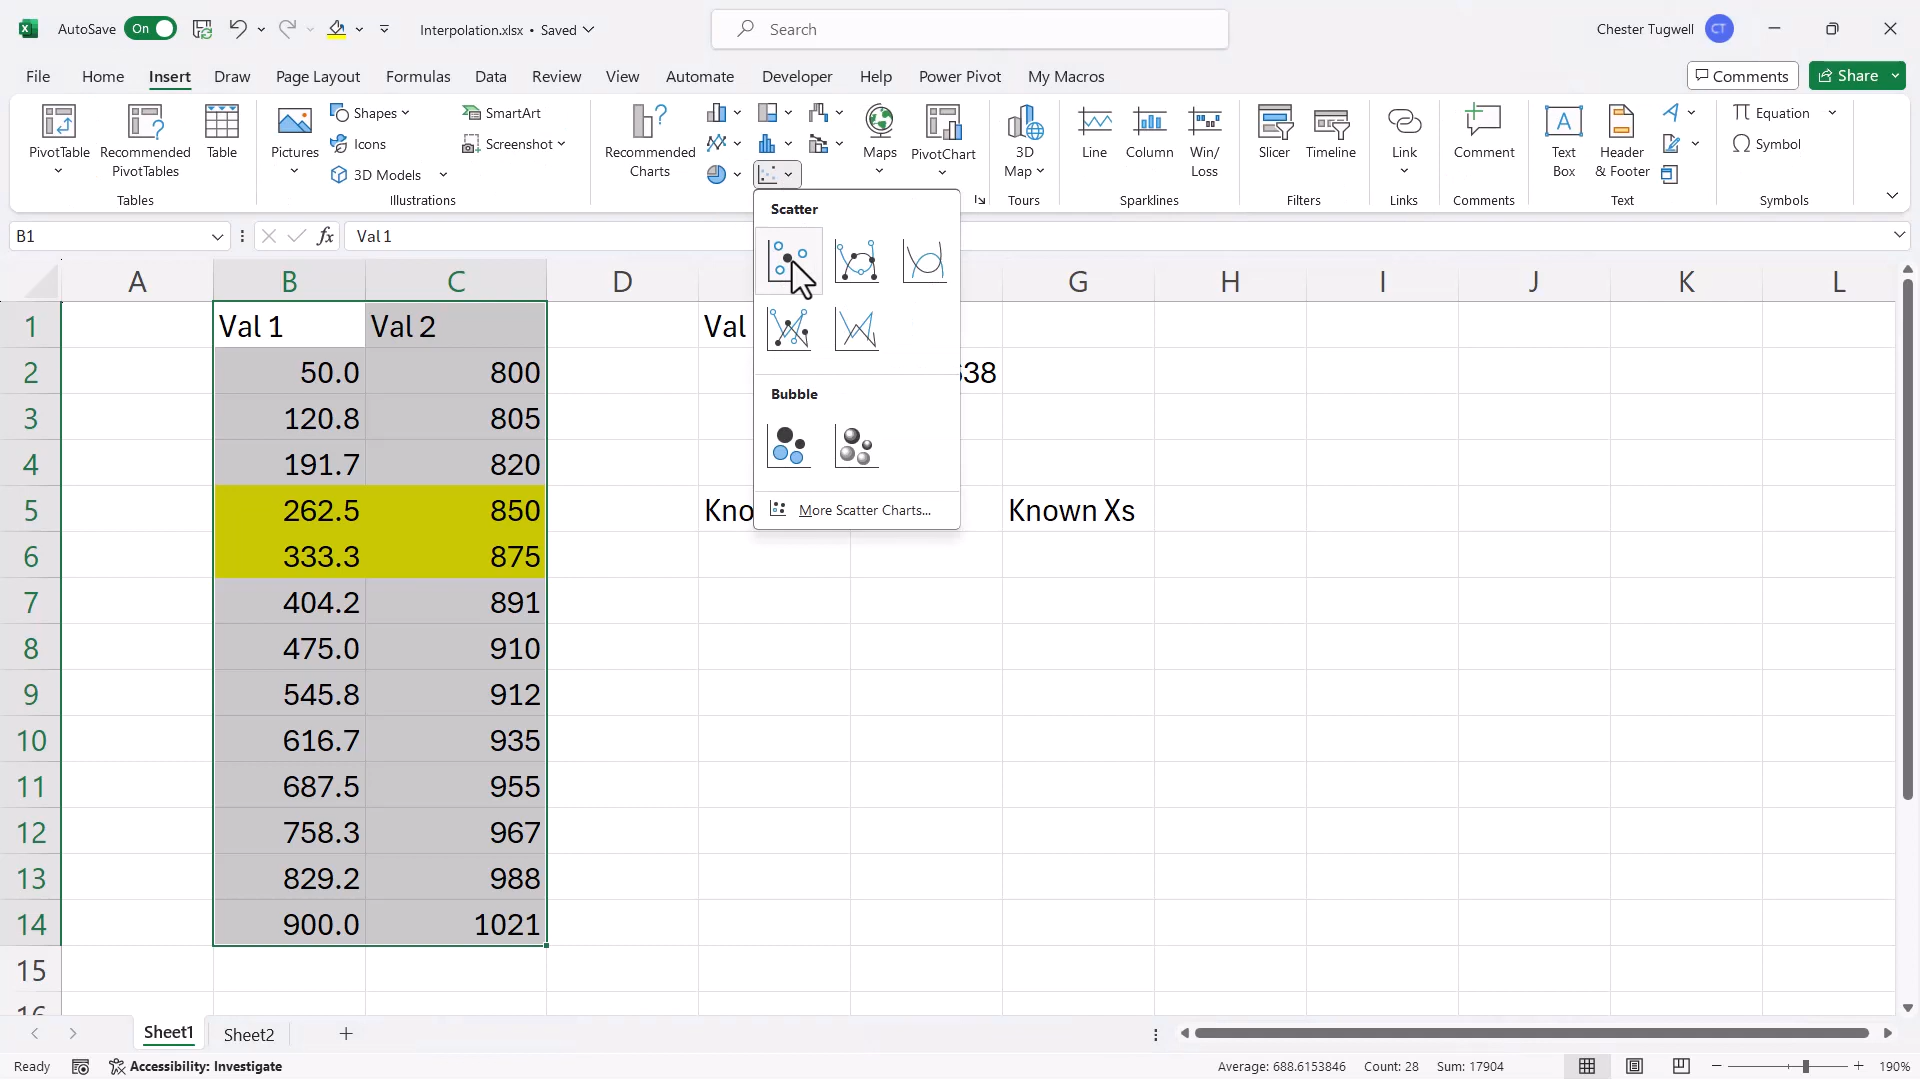 AutoSave On Interpolation.xlsx • Saved Search Chester Tugwell CT
File Home Insert Draw Page Layout Formulas Data Review View Automate Developer Help Power Pivot My Macros Comments Share
PivotTable
Recommended
PivotTables
Table
Tables
Pictures
Shapes
Icons
3D Models
SmartArt
Screenshot
Illustrations
Recommended
Charts
Maps
PivotChart
3D
Map
Tours
Line
Column
Win/
Loss
Sparklines
Slicer
Timeline
Filters
Link
Links
Comment
Comments
Text
Box
Header
& Footer
Text
Equation
Symbol
Symbols
B1 fx Val 1
Scatter
Bubble
More Scatter Charts...
A B C D G H I J K L
1 Val 1 Val 2 Val
2 50.0 800 638
3 120.8 805
4 191.7 820
5 262.5 850 Kno Known Xs
6 333.3 875
7 404.2 891
8 475.0 910
9 545.8 912
10 616.7 935
11 687.5 955
12 758.3 967
13 829.2 988
14 900.0 1021
15
16
Sheet1 Sheet2
Ready Accessibility: Investigate Average: 688.6153846 Count: 28 Sum: 17904 190%